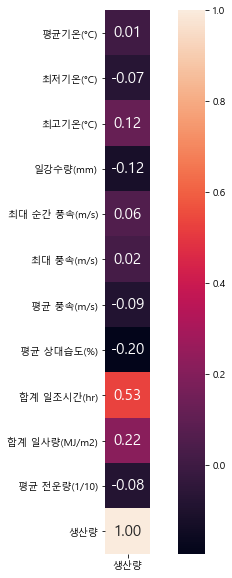 평균기온(°C) 0.01
최저기온(°C) -0.07
최고기온(°C) 0.12
일강수량(mm) -0.12
최대 순간 풍속(m/s) 0.06
최대 풍속(m/s) 0.02
평균 풍속(m/s) -0.09
평균 상대습도(%) -0.20
합계 일조시간(hr) 0.53
합계 일사량(MJ/m2) 0.22
평균 전운량(1/10) -0.08
생산량 1.00
생산량
1.0
0.8
0.6
0.4
0.2
0.0